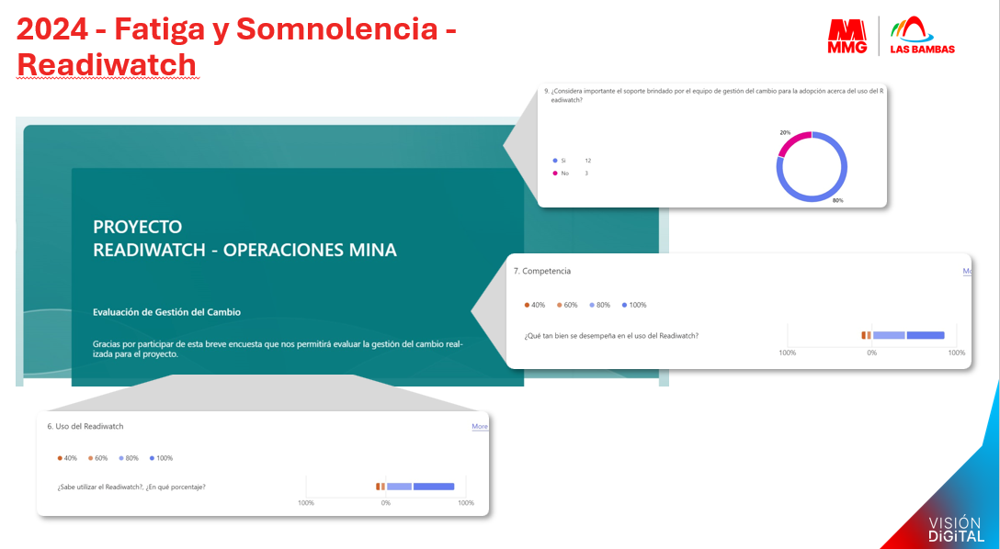 2024 - Fatiga y Somnolencia -
Readiwatch
MMG
LAS BAMBAS
9. ¿Considera importante el soporte brindado por el equipo de gestión del cambio para la adopción acerca del uso del R
eadiwatch?
20%
Si 12
No 3
80%
PROYECTO
READIWATCH - OPERACIONES MINA
Evaluación de Gestión del Cambio
Gracias por participar de esta breve encuesta que nos permitirá evaluar la gestión del cambio real-
izada para el proyecto.
7. Competencia
40% 60% 80% 100%
¿Qué tan bien se desempeña en el uso del Readiwatch?
100% 0% 100%
6. Uso del Readiwatch
More
40% 60% 80% 100%
¿Sabe utilizar el Readiwatch?, ¿En qué porcentaje?
100% 0% 100%
VISIÓN
DiGiTAL